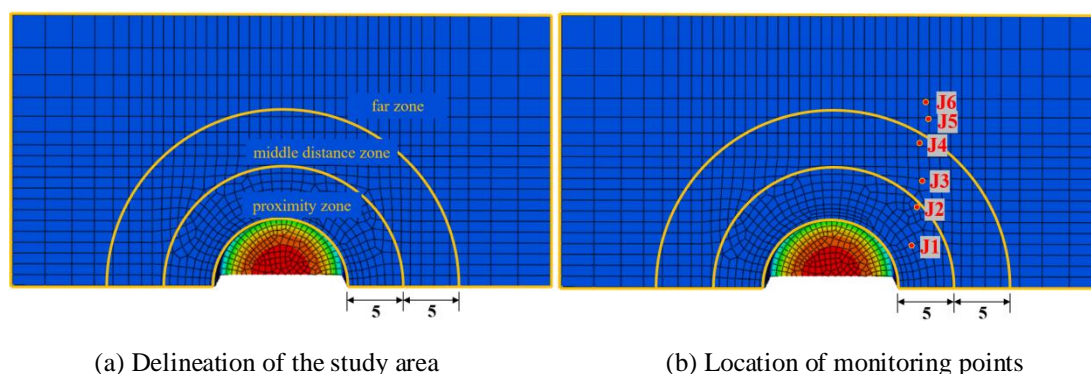 far zone
middle distance zone
proximity zone
5 5
J6
J5
J4
J3
J2
J1
5 5
(a) Delineation of the study area
(b) Location of monitoring points